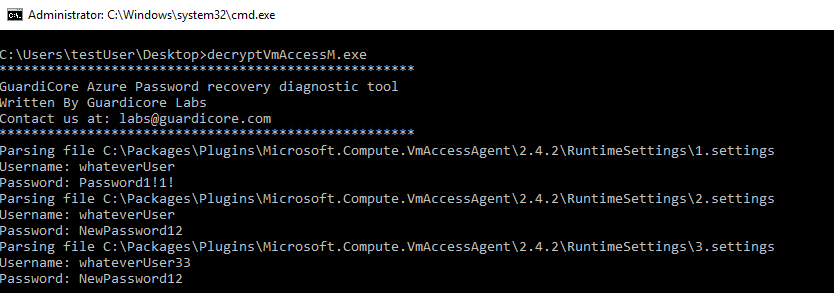 Administrator: C:\Windows\system32\cmd.exe
C:\Users\testUser\Desktop>decryptVmAccessM.exe
****************************************************
GuardiCore Azure Password recovery diagnostic tool
Written By Guardicore Labs
Contact us at: labs@guardicore.com
****************************************************
Parsing file C:\Packages\Plugins\Microsoft.Compute.VmAccessAgent\2.4.2\RuntimeSettings\1.settings
Username: whateverUser
Password: Password1!1!
Parsing file C:\Packages\Plugins\Microsoft.Compute.VmAccessAgent\2.4.2\RuntimeSettings\2.settings
Username: whateverUser
Password: NewPassword12
Parsing file C:\Packages\Plugins\Microsoft.Compute.VmAccessAgent\2.4.2\RuntimeSettings\3.settings
Username: whateverUser33
Password: NewPassword12